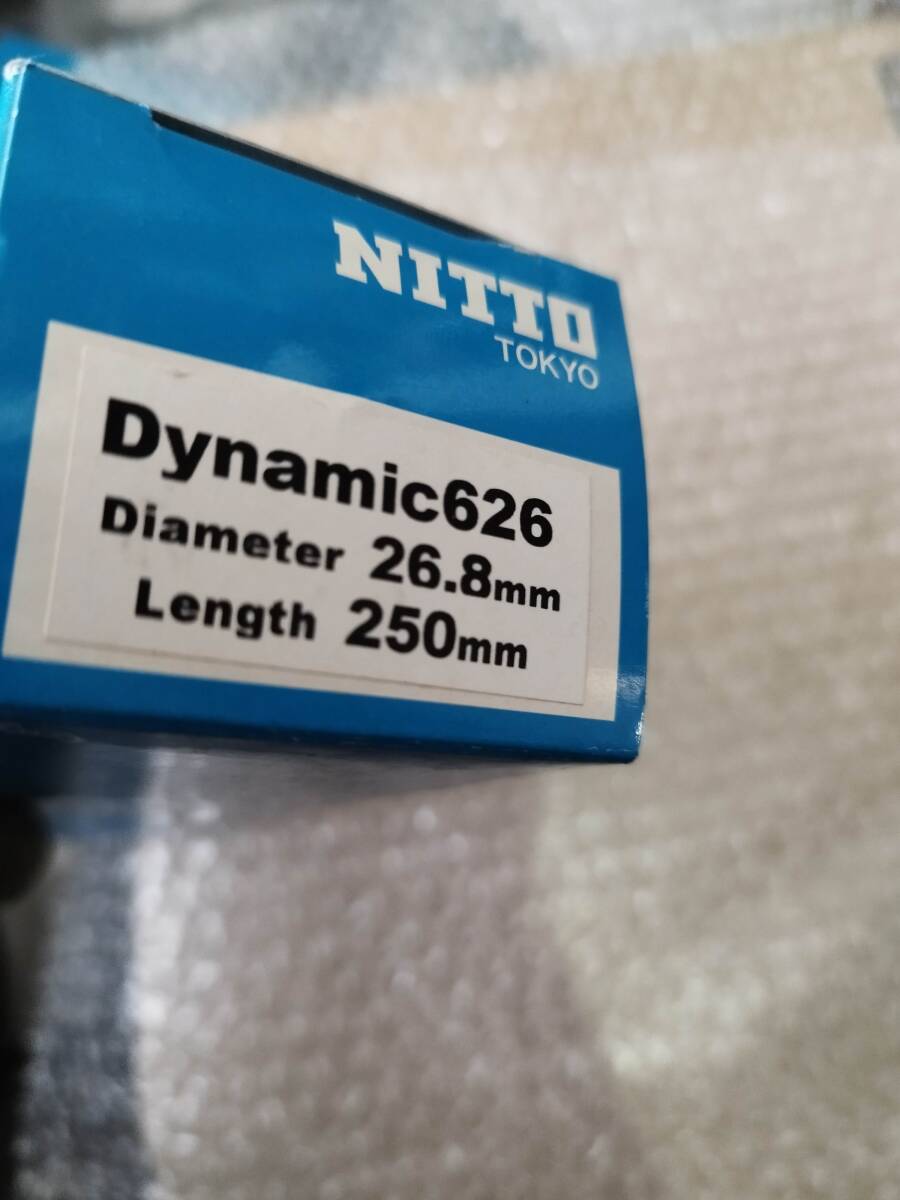 NITTO
TOKYO
Dynamic626
Diameter 26.8mm
Length 250mm